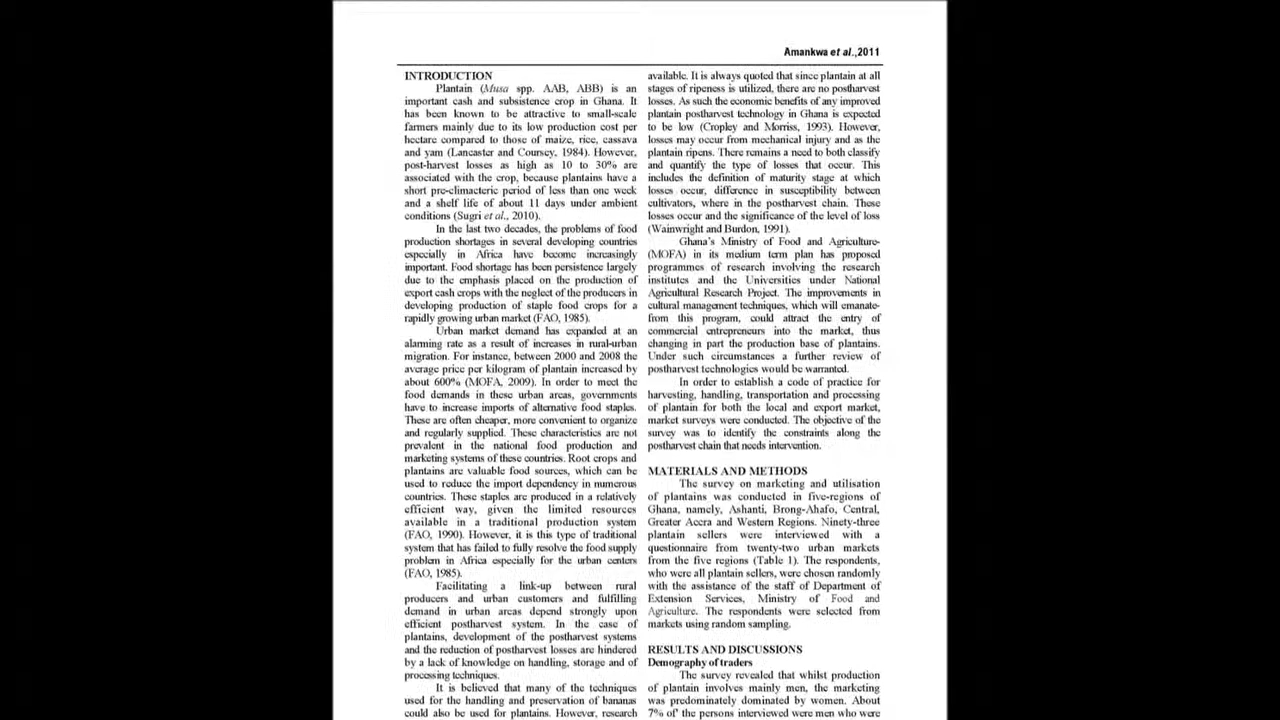 Amankwa et al.,2011
INTRODUCTION
Plantain (Musa spp. AAB, ABB) is an
important cash and subsistence crop in Ghana. It
has been known to be attractive to small-scale
farmers mainly due to its low production cost per
hectare compared to those of maize, rice, cassava
and yam (Lancaster and Coursey, 1984). However,
post-harvest losses as high as 10 to 30% are
associated with the crop, because plantains have a
short pre-climacteric period of less than one week
and a shelf life of about 11 days under ambient
conditions (Sugri et al., 2010).
In the last two decades, the problems of food
production shortages in several developing countries
especially in Africa have become increasingly
important. Food shortage has been persistence largely
due to the emphasis placed on the production of
export cash crops with the neglect of the producers in
developing production of staple food crops for a
rapidly growing urban market (FAO, 1985).
Urban market demand has expanded at an
alarming rate as a result of increases in rural-urban
migration. For instance, between 2000 and 2008 the
average price per kilogram of plantain increased by
about 600% (MOFA, 2009). In order to meet the
food demands in these urban areas, governments
have to increase imports of alternative food staples.
These are often cheaper, more convenient to organize
and regularly supplied. These characteristics are not
prevalent in the national food production and
marketing systems of these countries. Root crops and
plantains are valuable food sources, which can be
used to reduce the import dependency in numerous
countries. These staples are produced in a relatively
efficient way, given the limited resources
available in a traditional production system
(FAO, 1990). However, it is this type of traditional
system that has failed to fully resolve the food supply
problem in Africa especially for the urban centers
(FAO, 1985).
Facilitating a link-up between rural
producers and urban customers and fulfilling
demand in urban areas depend strongly upon
efficient postharvest system. In the case of
plantains, development of the postharvest systems
and the reduction of postharvest losses are hindered
by a lack of knowledge on handling, storage and of
processing techniques.
It is believed that many of the techniques
used for the handling and preservation of bananas
could also be used for plantains. However, research
available. It is always quoted that since plantain at all
stages of ripeness is utilized, there are no postharvest
losses. As such the economic benefits of any improved
plantain postharvest technology in Ghana is expected
to be low (Cropley and Morriss, 1993). However,
losses may occur from mechanical injury and as the
plantain ripens. There remains a need to both classify
and quantify the type of losses that occur. This
includes the definition of maturity stage at which
losses occur, difference in susceptibility between
cultivators, where in the postharvest chain. These
losses occur and the significance of the level of loss
(Wainwright and Burdon, 1991).
Ghana's Ministry of Food and Agriculture-
(MOFA) in its medium term plan has proposed
programmes of research involving the research
institutes and the Universities under National
Agricultural Research Project. The improvements in
cultural management techniques, which will emanate-
from this program, could attract the entry of
commercial entrepreneurs into the market, thus
changing in part the production base of plantains.
Under such circumstances a further review of
postharvest technologies would be warranted.
In order to establish a code of practice for
harvesting, handling, transportation and processing
of plantain for both the local and export market,
market surveys were conducted. The objective of the
survey was to identify the constraints along the
postharvest chain that needs intervention.
MATERIALS AND METHODS
The survey on marketing and utilisation
of plantains was conducted in five-regions of
Ghana, namely, Ashanti, Brong-Ahafo, Central,
Greater Accra and Western Regions. Ninety-three
plantain sellers were interviewed with a
questionnaire from twenty-two urban markets
from the five regions (Table 1). The respondents,
who were all plantain sellers, were chosen randomly
with the assistance of the staff of Department of
Extension Services, Ministry of Food and
Agriculture. The respondents were selected from
markets using random sampling.
RESULTS AND DISCUSSIONS
Demography of traders
The survey revealed that whilst production
of plantain involves mainly men, the marketing
was predominately dominated by women. About
7% of the persons interviewed were men who were